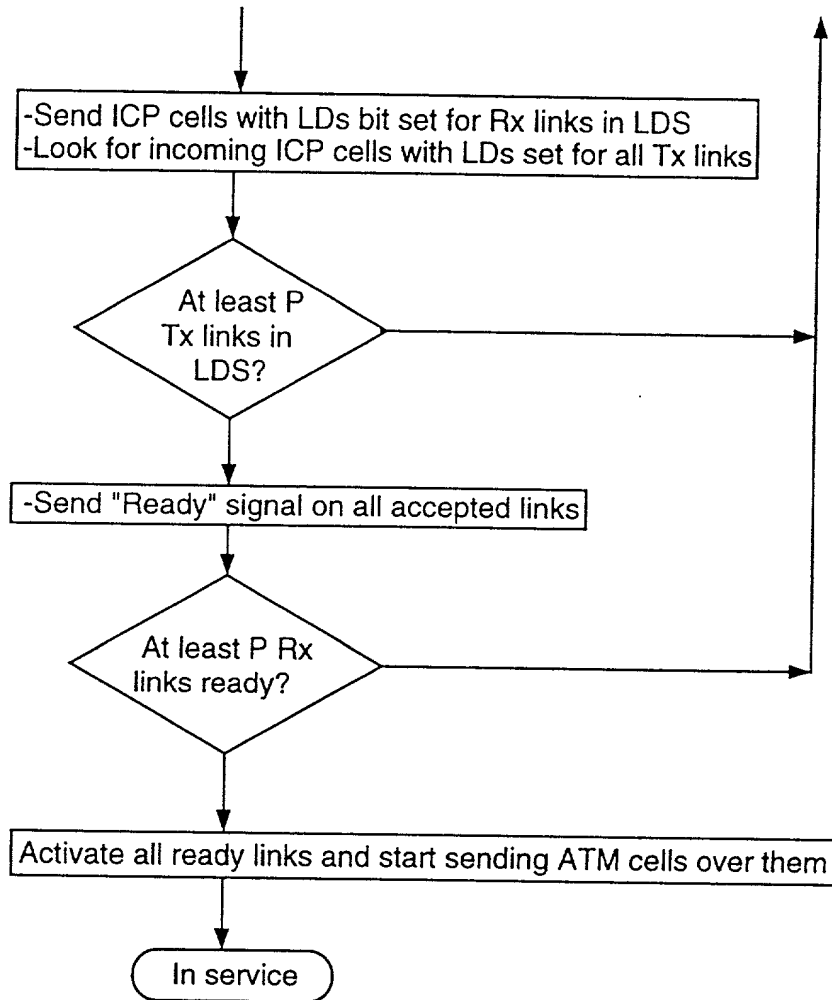 -Send ICP cells with LDs bit set for Rx links in LDS
-Look for incoming ICP cells with LDs set for all Tx links
At least P
Tx links in
LDS?
-Send "Ready" signal on all accepted links
At least P Rx
links ready?
Activate all ready links and start sending ATM cells over them
In service